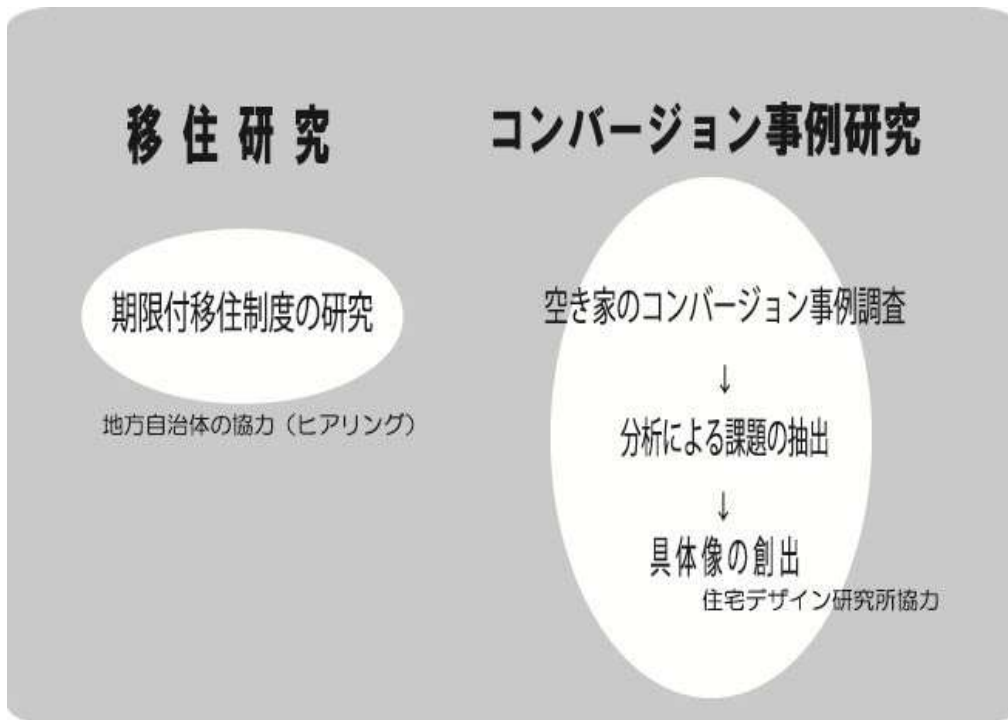 移住研究
期限付移住制度の研究
地方自治体の協力（ヒアリング）
コンバージョン事例研究
空き家のコンバージョン事例調査
↓
分析による課題の抽出
↓
具体像の創出
住宅デザイン研究所協力